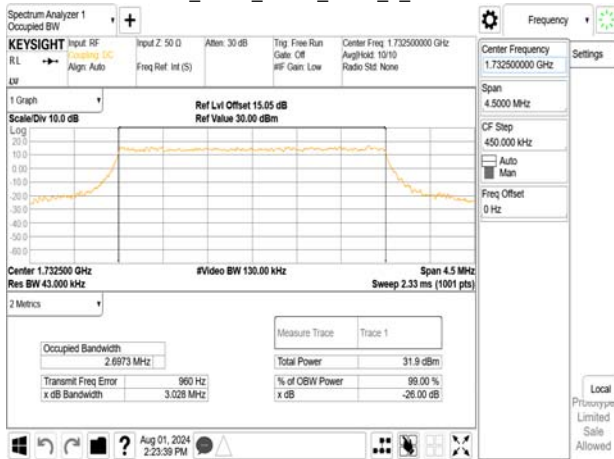 Spectrum Analyzer 1
Occupied BW
Frequency
KEYSIGHT
RL
Input: RF
Coupling: DC
Align: Auto
Input Z: 50 Ω
Freq Ref: Int (S)
Atten: 30 dB
Trig: Free Run
Gate: Off
#IF Gain: Low
Center Freq: 1.732500000 GHz
Avg|Hold: 10/10
Radio Std: None
1 Graph
Scale/Div 10.0 dB
Ref Lvl Offset 15.05 dB
Ref Value 30.00 dBm
Log
20.0
10.0
0.00
-10.0
-20.0
-30.0
-40.0
-50.0
-60.0
Center 1.732500 GHz
Res BW 43.000 kHz
#Video BW 130.00 kHz
Span 4.5 MHz
Sweep 2.33 ms (1001 pts)
2 Metrics
Measure Trace Trace 1
Occupied Bandwidth
2.6973 MHz
Total Power 31.9 dBm
Transmit Freq Error 960 Hz
% of OBW Power 99.00 %
x dB Bandwidth 3.028 MHz
x dB -26.00 dB
Center Frequency
1.732500000 GHz
Span
4.5000 MHz
CF Step
450.000 kHz
Auto
Man
Freq Offset
0 Hz
Settings
Local
Prototype
Limited
Sale
Allowed
?
Aug 01, 2024
2:23:39 PM